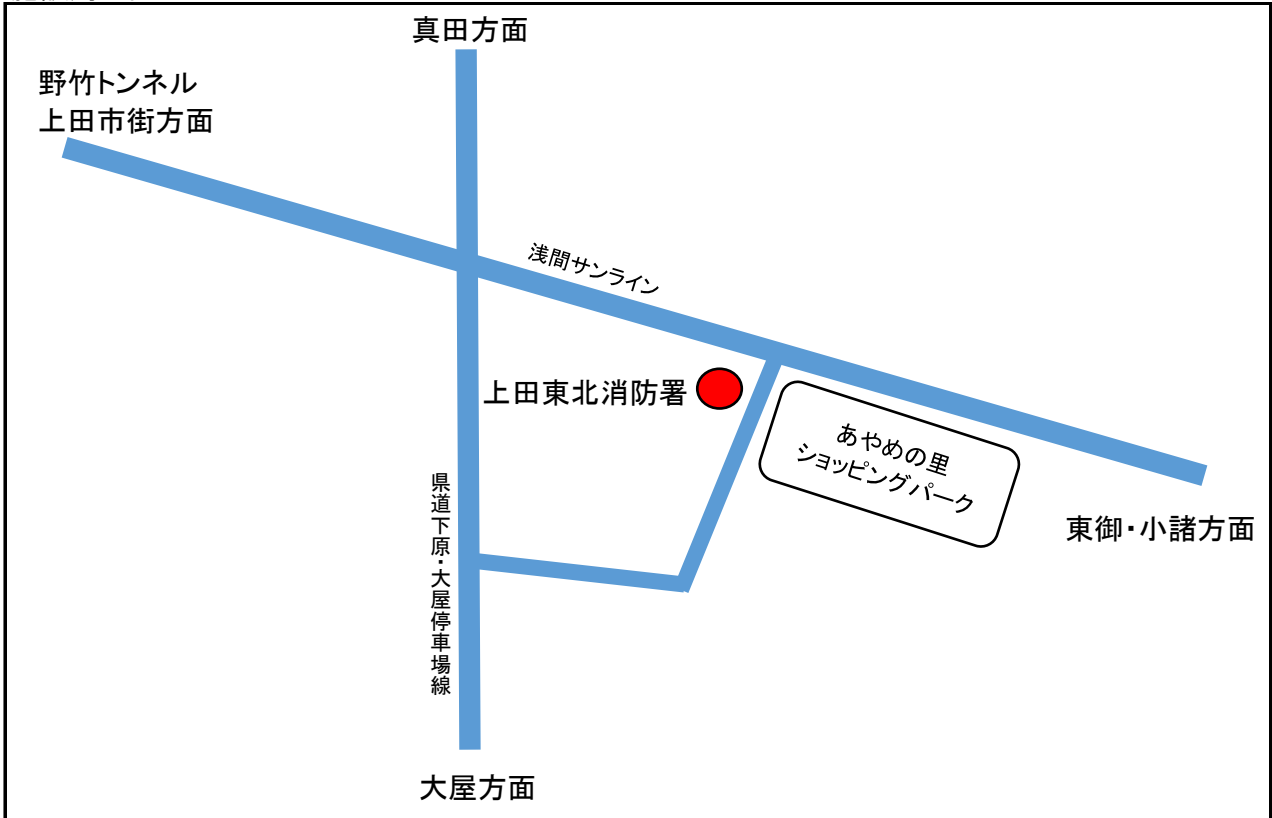 真田方面
野竹トンネル
上田市街方面
浅間サンライン
上田東北消防署
あやめの里
ショッピングパーク
県道下原・大屋停車場線
東御・小諸方面
大屋方面